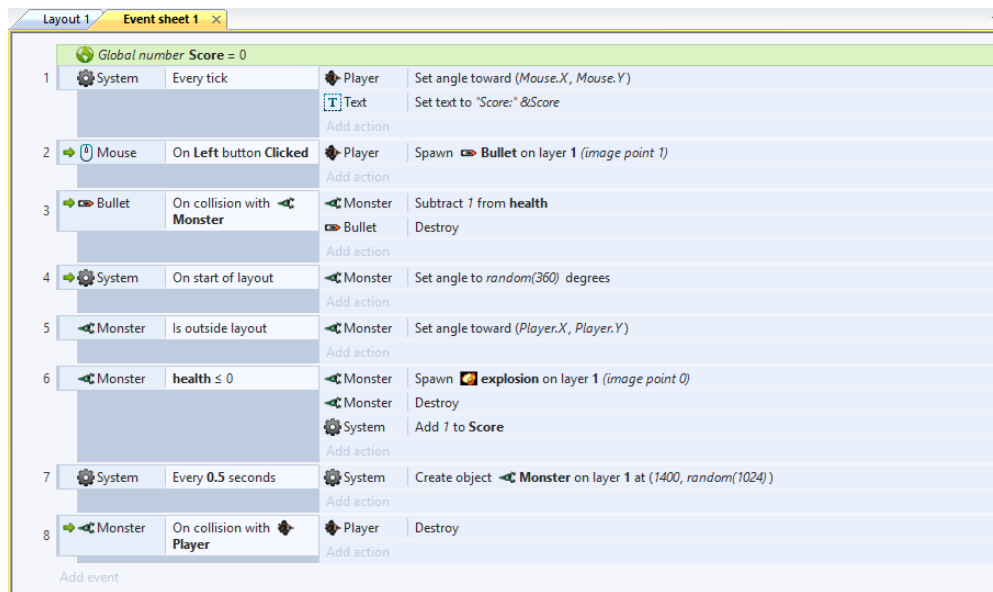 Layout 1 Event sheet 1 ×
Global number Score = 0
1 System Every tick Player Set angle toward (Mouse.X, Mouse.Y)
T Text Set text to "Score:" &Score
Add action
2 Mouse On Left button Clicked Player Spawn Bullet on layer 1 (image point 1)
Add action
3 Bullet On collision with Monster Subtract 1 from health
Monster Bullet Destroy
Add action
4 System On start of layout Monster Set angle to random(360) degrees
Add action
5 Monster Is outside layout Monster Set angle toward (Player.X, Player.Y)
Add action
6 Monster health ≤ 0 Monster Spawn explosion on layer 1 (image point 0)
Monster Destroy
System Add 1 to Score
Add action
7 System Every 0.5 seconds System Create object Monster on layer 1 at (1400, random(1024))
Add action
8 Monster On collision with Player Destroy
Player Add action
Add event